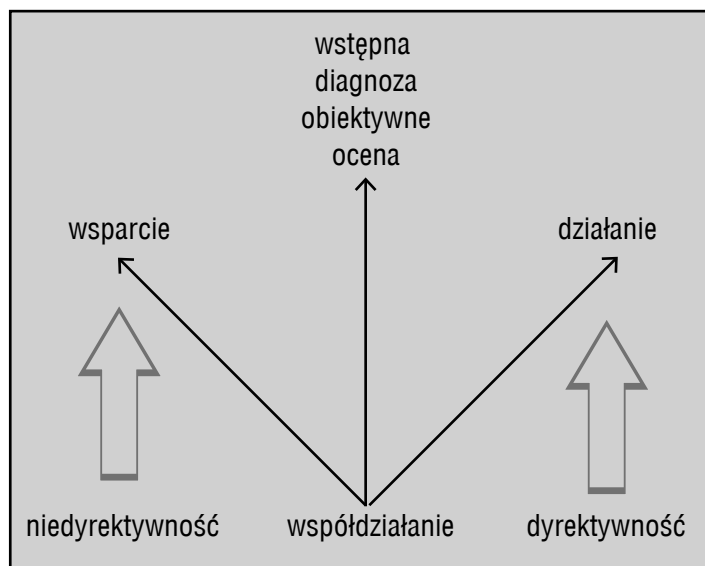 wstępna
diagnoza
obiektywne
ocena
wsparcie
działanie
niedyrektywność
współdziałanie
dyrektywność